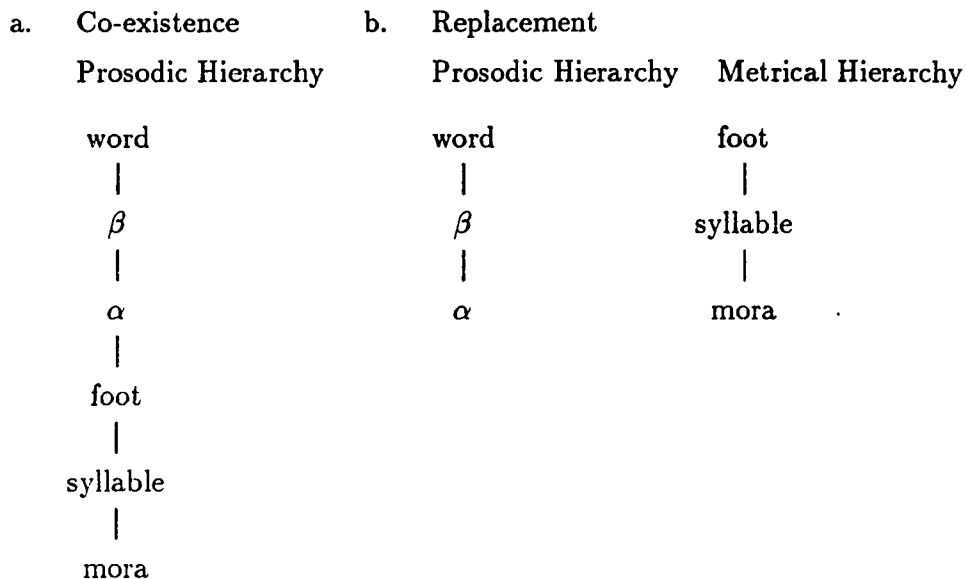 a. Co-existence b. Replacement
Prosodic Hierarchy Prosodic Hierarchy Metrical Hierarchy
word word foot
β β syllable
α α mora
foot
syllable
mora